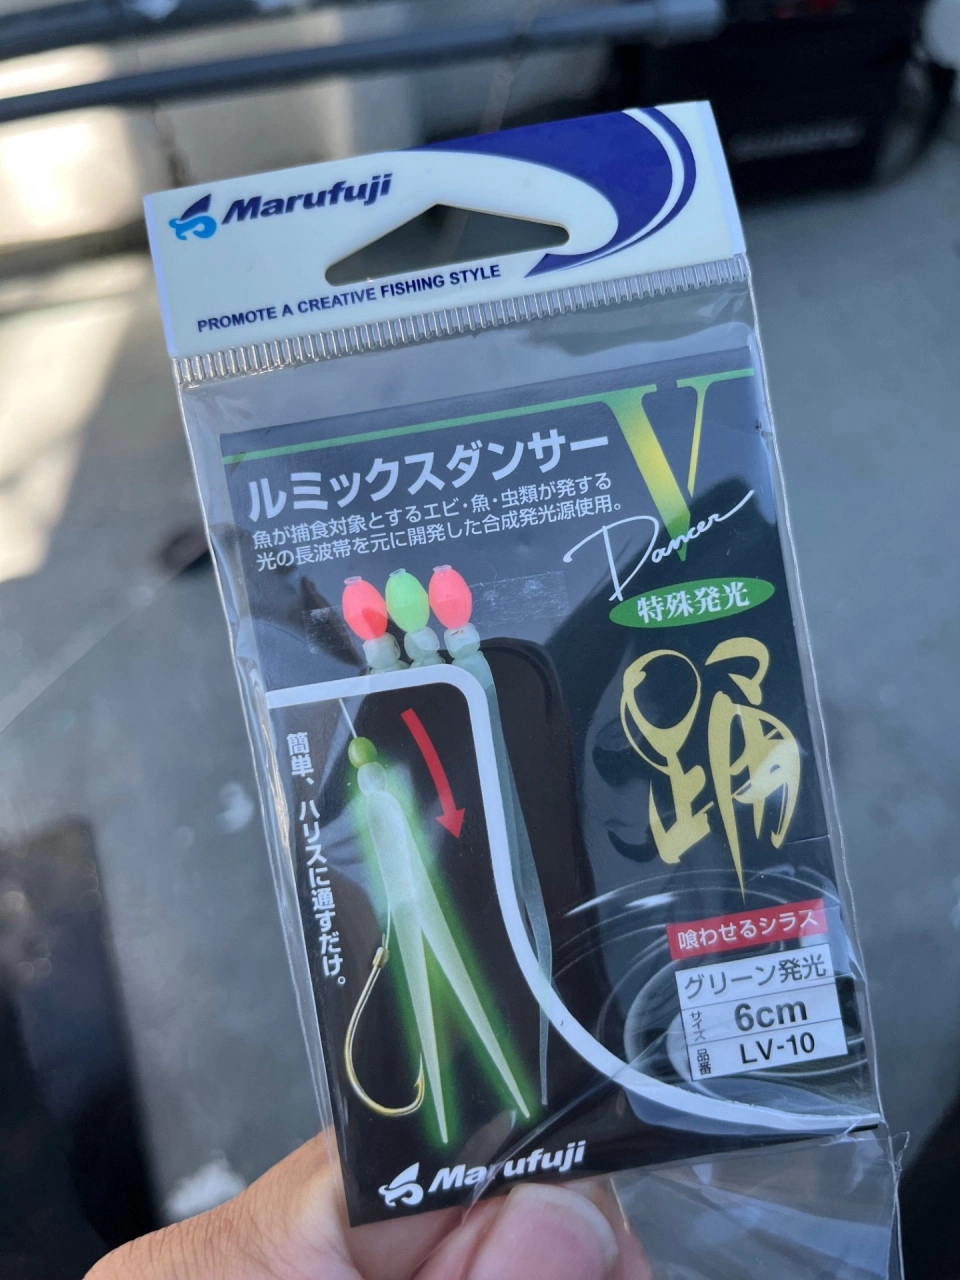 Marufuji
PROMOTE A CREATIVE FISHING STYLE
ルミックスダンサー
V
Dancer
魚が捕食対象とするエビ・魚・虫類が発する
光の長波帯を元に開発した合成発光源使用。
特殊発光
踊
簡単、ハリスに通すだけ。
喰わせるシラス
グリーン発光
サイズ 6cm
品番 LV-10
Marufuji